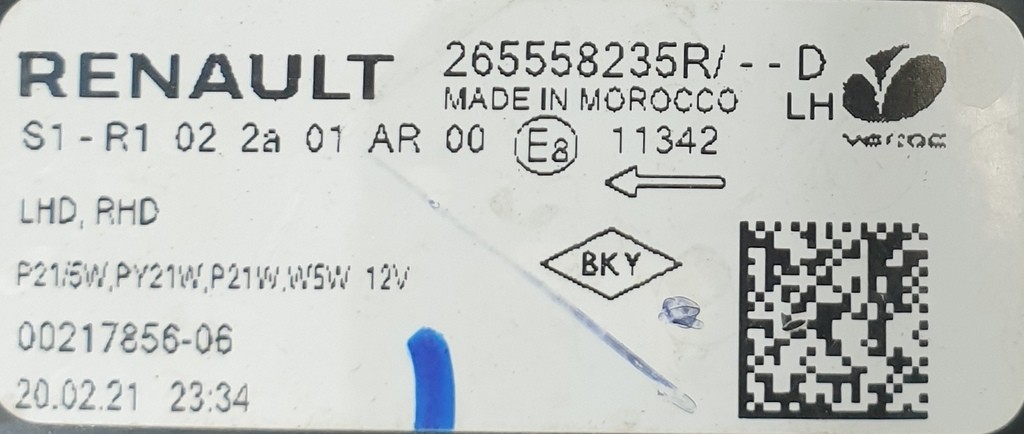 RENAULT 265558235R/-- D
MADE IN MOROCCO LH
varroc
S1-R1 02 2a 01 AR 00 E8 11342
LHD, RHD
BKY
P21/5W,PY21W,P21W,W5W 12V
00217856-06
20.02.21 23:34